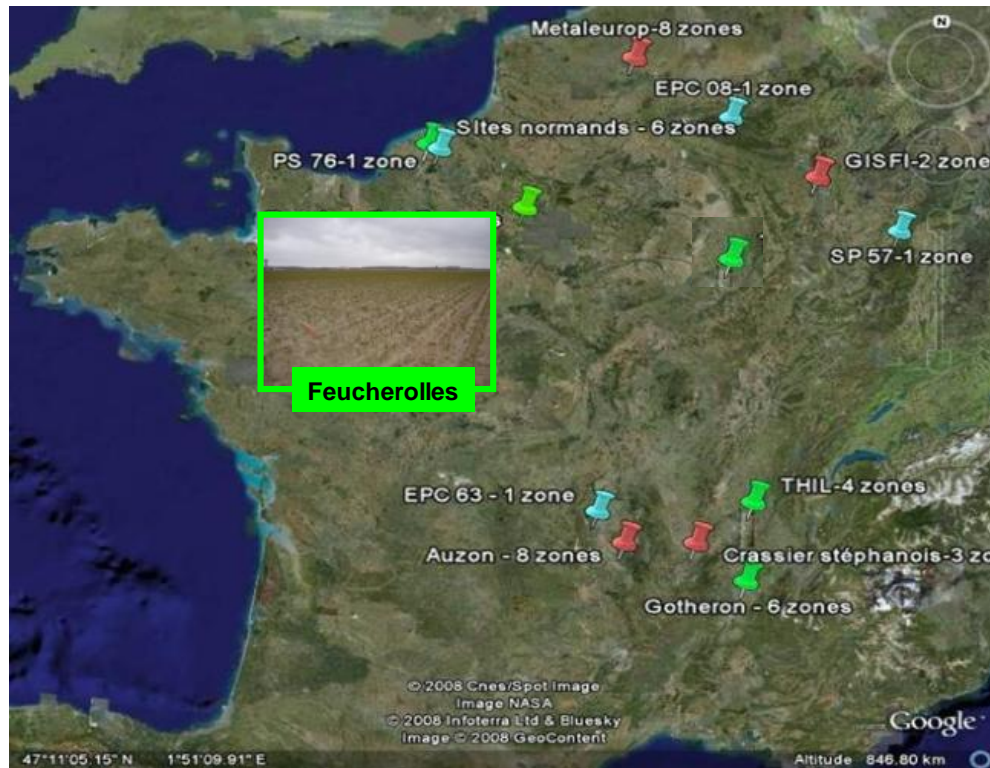 N
Metaleurop-8 zones
EPC 08-1 zone
Sites normands - 6 zones
PS 76-1 zone
GISFI-2 zone
SP 57-1 zone
s
Feucherolles
EPC 63 - 1 zone
THIL-4 zones
Auzon - 8 zones
Crassier stéphanois-3 zo
Gotheron - 6 zones
© 2008 Cnes/Spot Image
Image NASA
© 2008 Infoterra Ltd & Bluesky
Image © 2008 GeoContent
Google
47°11'05.15" N 1°51'09.91" E
Altitude 846.80 km